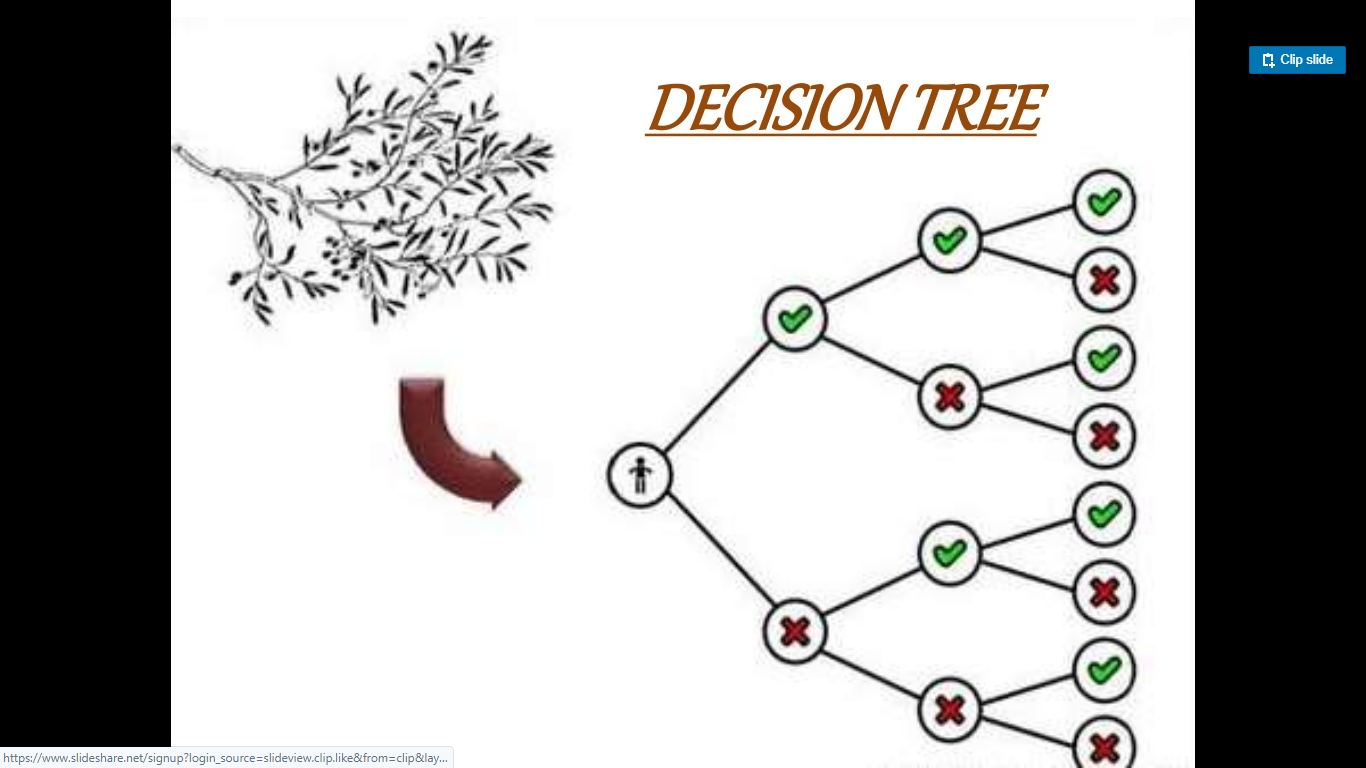 Clip slide
DECISION TREE
https://www.slideshare.net/signup?login_source=slideview.clip.like&from=clip&lay...